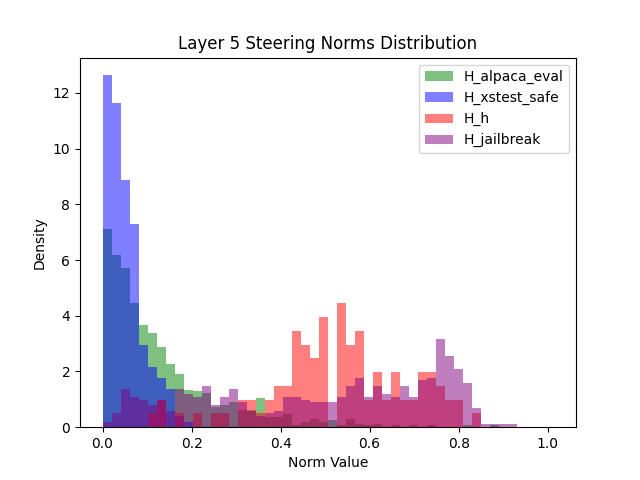 Layer 5 Steering Norms Distribution
H_alpaca_eval
H_xstest_safe
H_h
H_jailbreak
Density
12
10
8
6
4
2
0
0.0 0.2 0.4 0.6 0.8 1.0
Norm Value